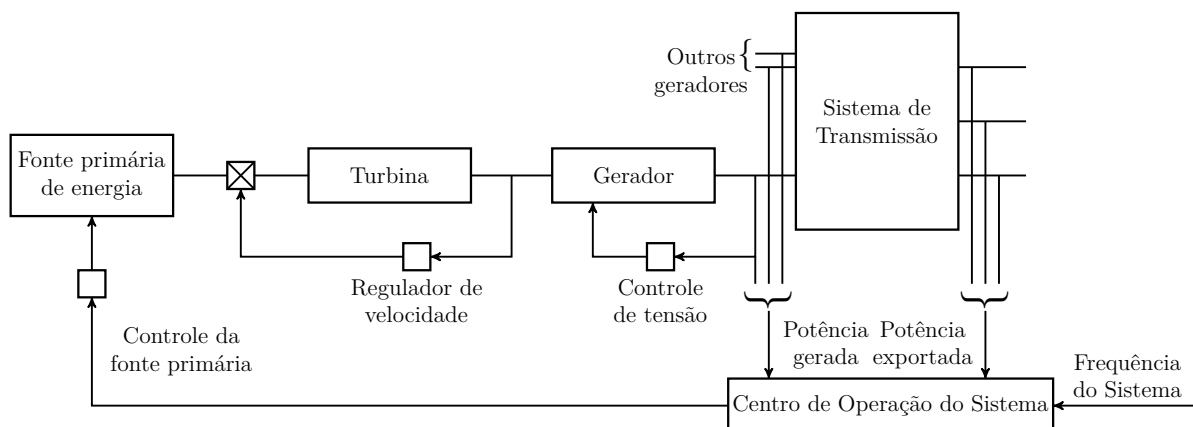 Outros
geradores
Sistema de
Transmissão
Fonte primária
de energia
Turbina
Gerador
Regulador de
velocidade
Controle
de tensão
Controle da
fonte primária
Potência
gerada
Potência
exportada
Frequência
do Sistema
Centro de Operação do Sistema